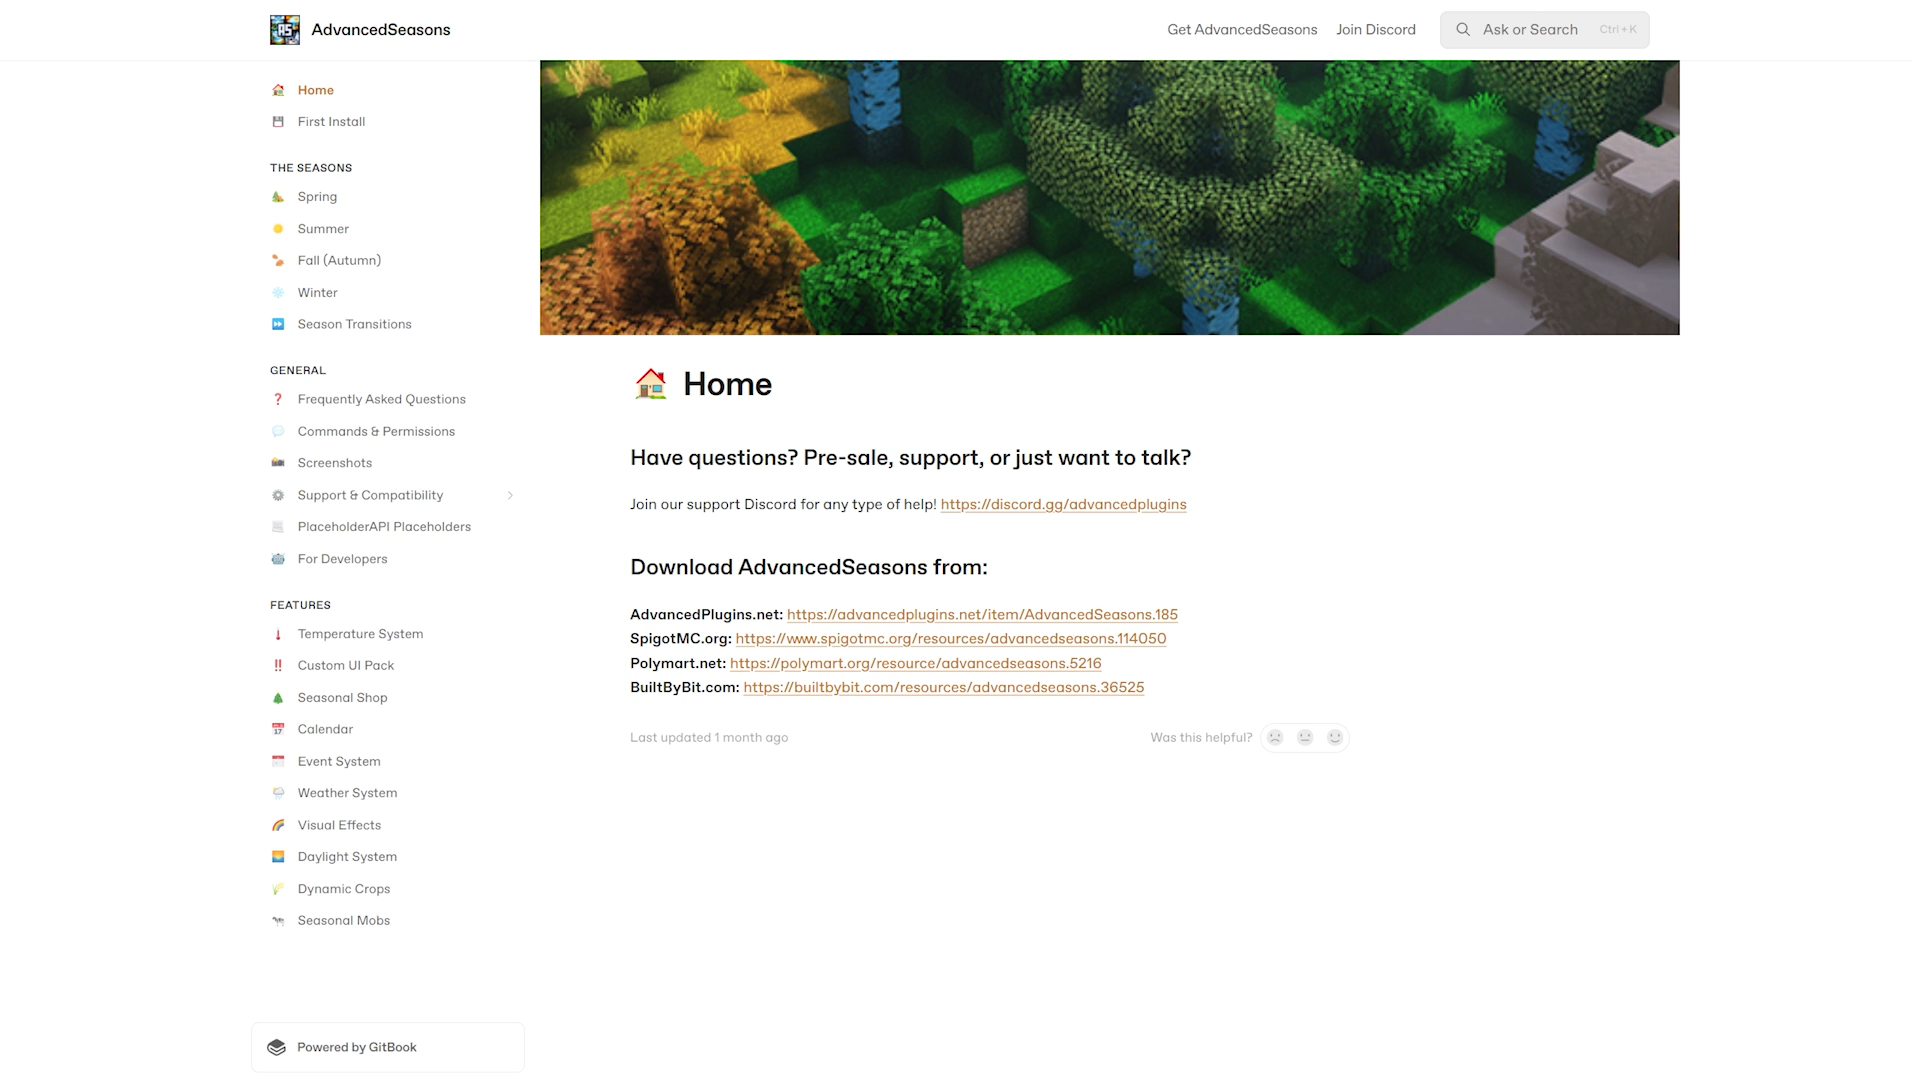 AdvancedSeasons
Get AdvancedSeasons
Join Discord
Ask or Search
Ctrl + K
Home
First Install
THE SEASONS
Spring
Summer
Fall (Autumn)
Winter
Season Transitions
GENERAL
Frequently Asked Questions
Commands & Permissions
Screenshots
Support & Compatibility
PlaceholderAPI Placeholders
For Developers
FEATURES
Temperature System
Custom UI Pack
Seasonal Shop
Calendar
Event System
Weather System
Visual Effects
Daylight System
Dynamic Crops
Seasonal Mobs
Powered by GitBook
Home
Have questions? Pre-sale, support, or just want to talk?
Join our support Discord for any type of help! https://discord.gg/advancedplugins
Download AdvancedSeasons from:
AdvancedPlugins.net: https://advancedplugins.net/item/AdvancedSeasons.185
SpigotMC.org: https://www.spigotmc.org/resources/advancedseasons.114050
Polymart.net: https://polymart.org/resource/advancedseasons.5216
BuiltByBit.com: https://builtbybit.com/resources/advancedseasons.36525
Last updated 1 month ago
Was this helpful?